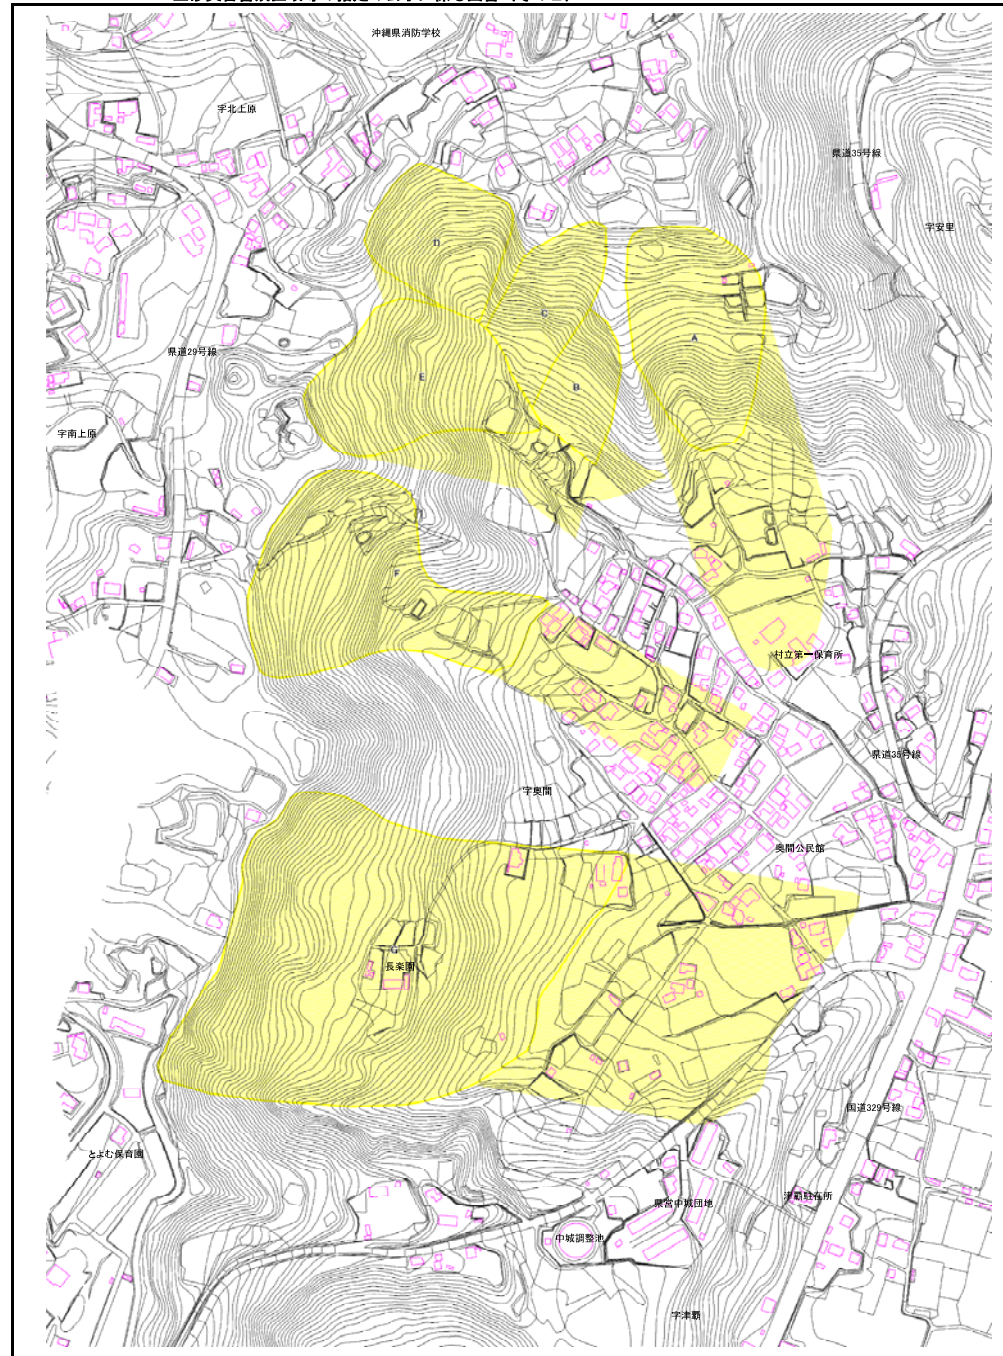 沖縄県消防学校
字北上原
県道35号線
字安里
D
C
A
県道29号線
E
B
字南上原
F
村立第一保育所
県道35号線
字奥間
奥間公民館
G
長楽園
国道329号線
とよむ保育園
津覇駐在所
県営中城団地
中城調整池
字津覇